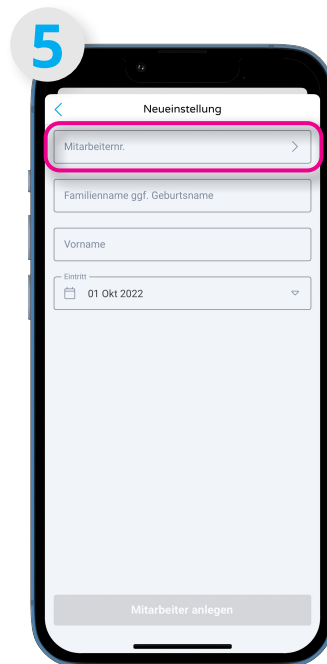 5
Neueinstellung
Mitarbeiternr.
Familienname ggf. Geburtsname
Vorname
Eintritt
01 Okt 2022
Mitarbeiter anlegen